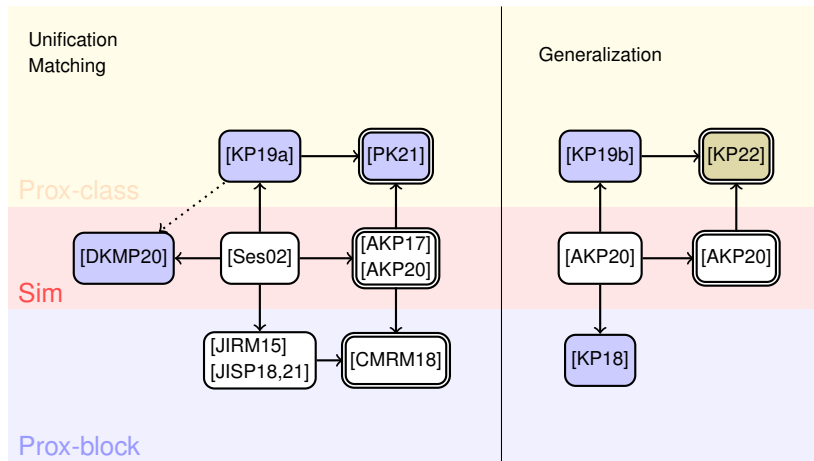 Unification
Matching
Generalization
[KP19a]
[PK21]
[KP19b]
[KP22]
Prox-class
[DKMP20]
[Ses02]
[AKP17]
[AKP20]
[AKP20]
[AKP20]
Sim
[JIRM15]
[JISP18,21]
[CMRM18]
[KP18]
Prox-block